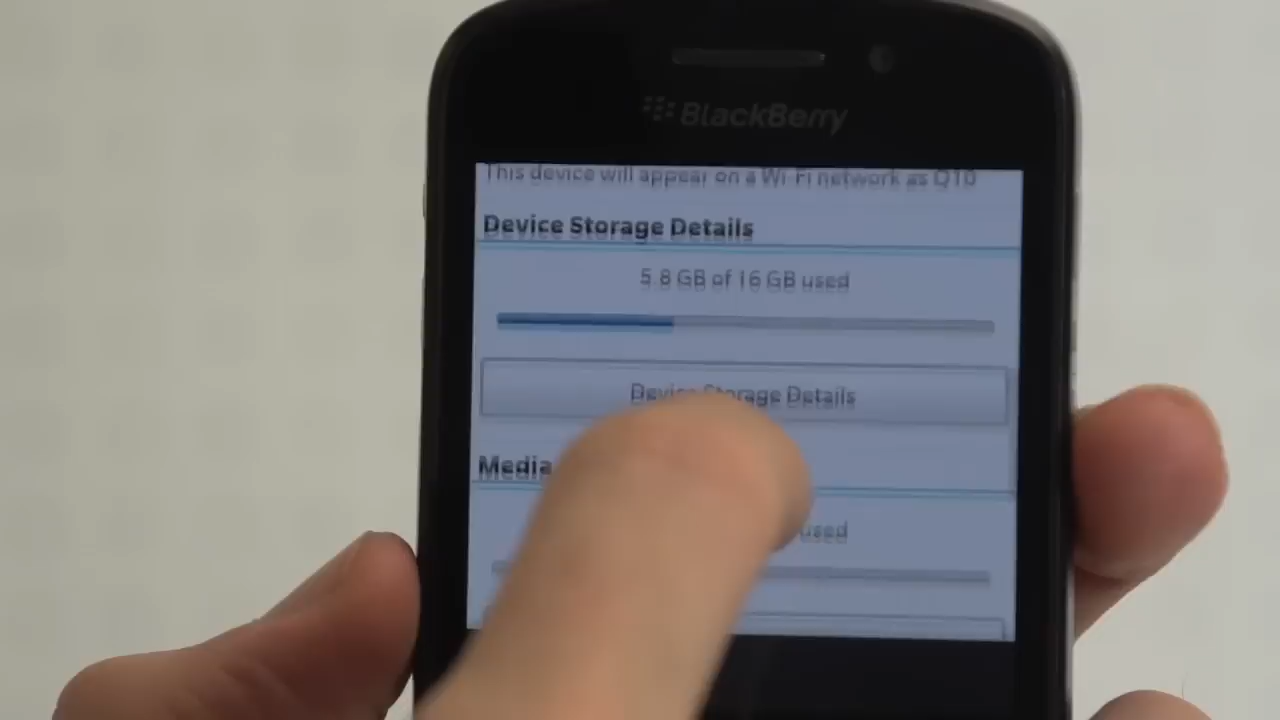 BlackBerry
This device will appear on a Wi-Fi network as Q10
Device Storage Details
5.8 GB of 16 GB used
Device Storage Details
Media
used